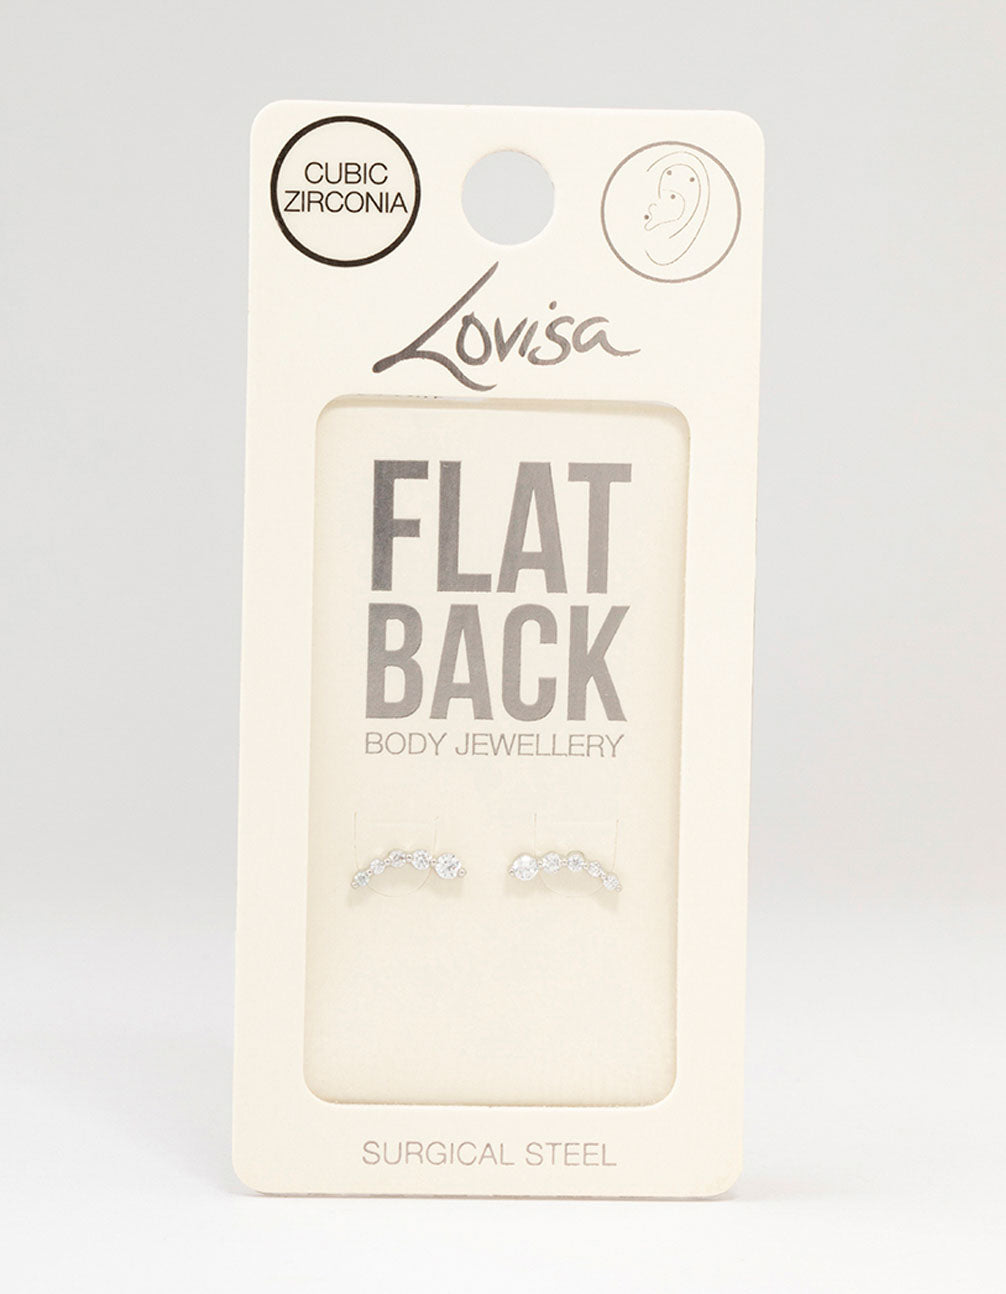 CUBIC
ZIRCONIA
Lovisa
FLAT
BACK
BODY JEWELLERY
SURGICAL STEEL